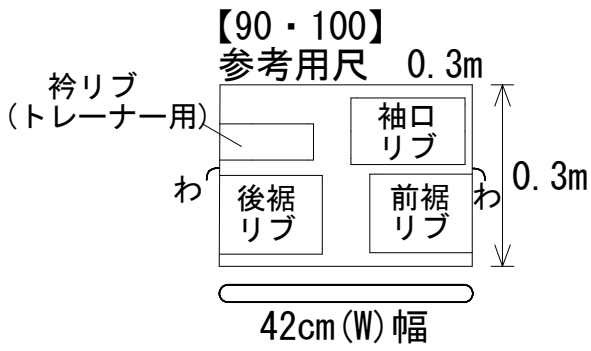 【90・100】
参考用尺 0.3m
衿リブ
(トレーナー用)
袖口
リブ
わ
わ
0.3m
後裾
リブ
前裾
リブ
42cm(W)幅